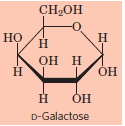 CH₂OH
O
HO H H
H OH H OH
H OH
D-Galactose